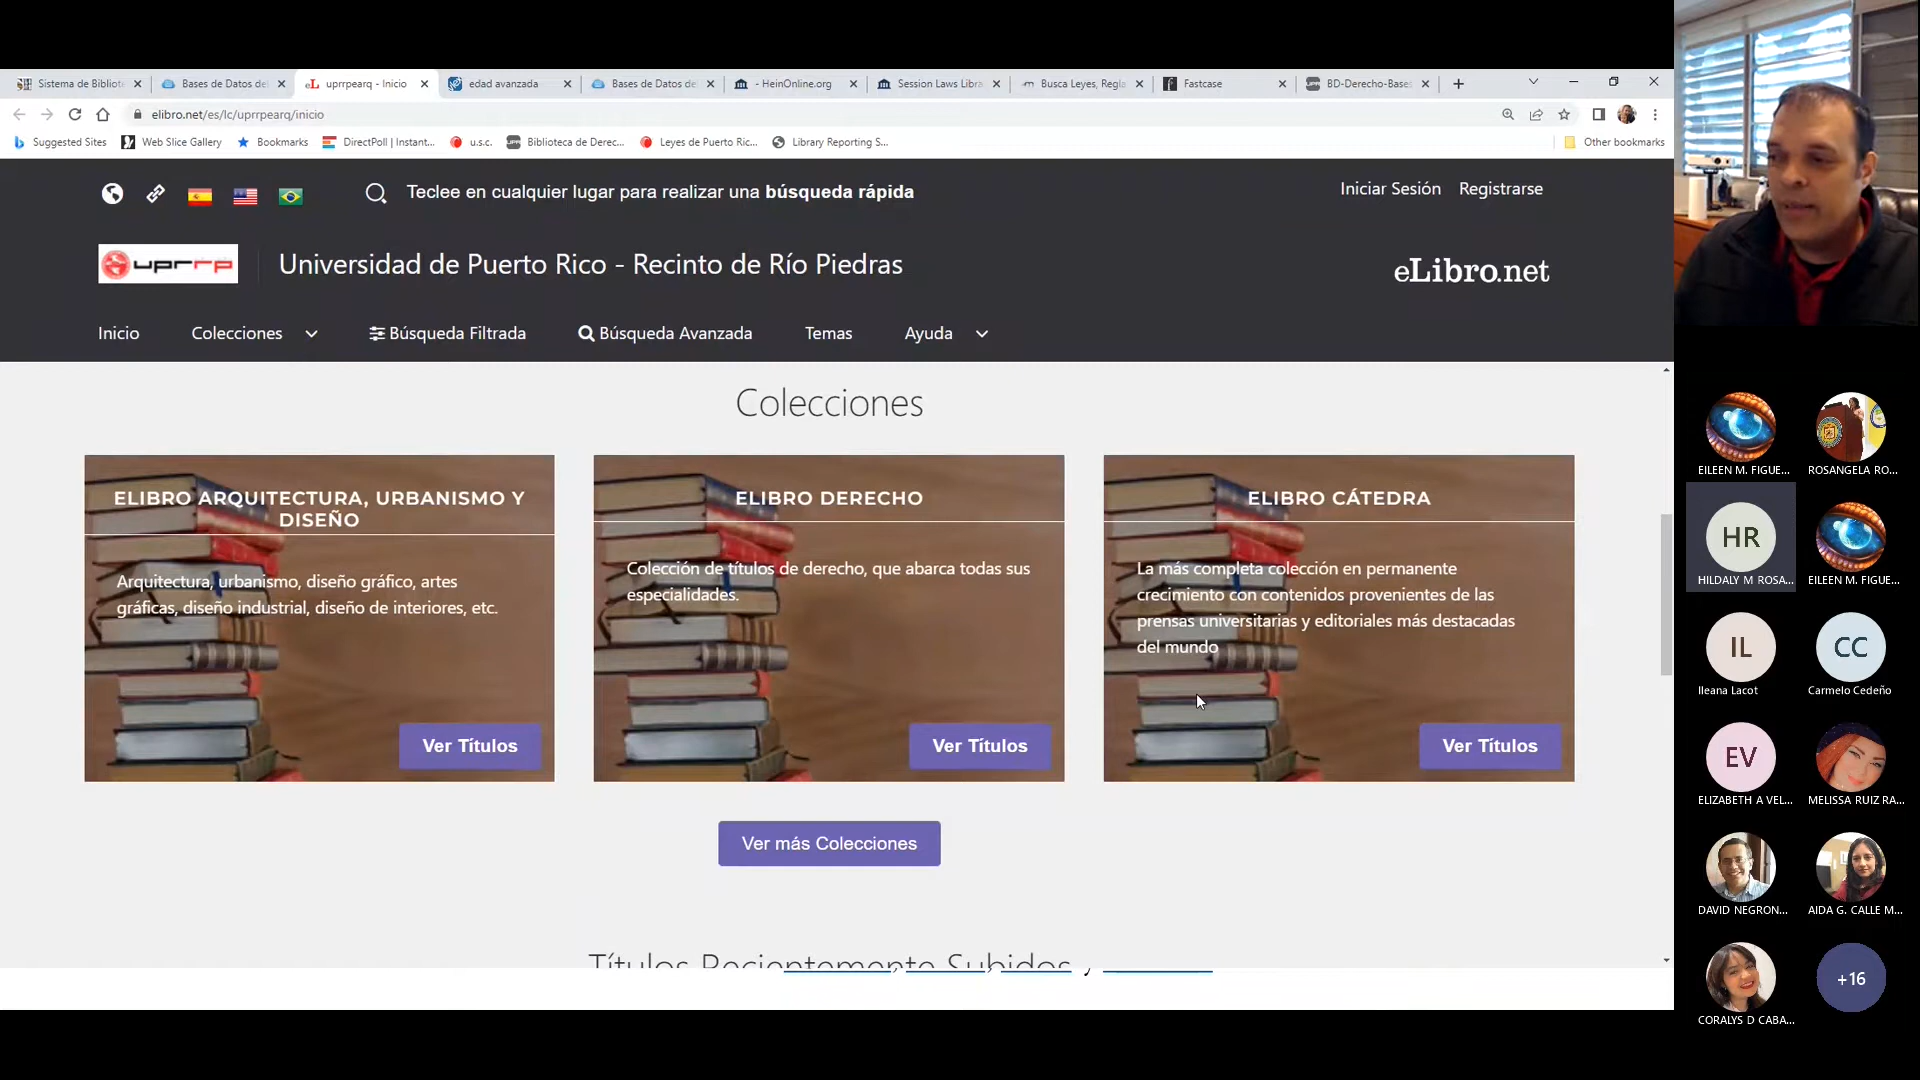 Sistema de Bibliote
Bases de Datos de
uprrpearq - Inicio
edad avanzada
Bases de Datos de
- HeinOnline.org
Session Laws Libra
Busca Leyes, Regla
Fastcase
BD-Derecho-Bases
elibro.net/es/lc/uprrpearq/inicio
Suggested Sites
Web Slice Gallery
Bookmarks
DirectPoll | Instant...
u.s.c.
Biblioteca de Derec...
Leyes de Puerto Ric...
Library Reporting S...
Other bookmarks
Teclee en cualquier lugar para realizar una búsqueda rápida
Iniciar Sesión
Registrarse
uprrp
Universidad de Puerto Rico - Recinto de Río Piedras
eLibro.net
Inicio
Colecciones
Búsqueda Filtrada
Búsqueda Avanzada
Temas
Ayuda
Colecciones
ELIBRO ARQUITECTURA, URBANISMO Y
DISEÑO
Arquitectura, urbanismo, diseño gráfico, artes
gráficas, diseño industrial, diseño de interiores, etc.
Ver Títulos
ELIBRO DERECHO
Colección de títulos de derecho, que abarca todas sus
especialidades.
Ver Títulos
ELIBRO CÁTEDRA
La más completa colección en permanente
crecimiento con contenidos provenientes de las
prensas universitarias y editoriales más destacadas
del mundo
Ver Títulos
Ver más Colecciones
Títulos Recientemente Subidos
EILEEN M. FIGUE...
ROSANGELA RO...
HR
HILDALY M ROSA...
EILEEN M. FIGUE...
IL
Ileana Lacot
CC
Carmelo Cedeño
EV
ELIZABETH A VEL...
MELISSA RUIZ RA...
DAVID NEGRON...
AIDA G. CALLE M...
CORALYS D CABA...
+16